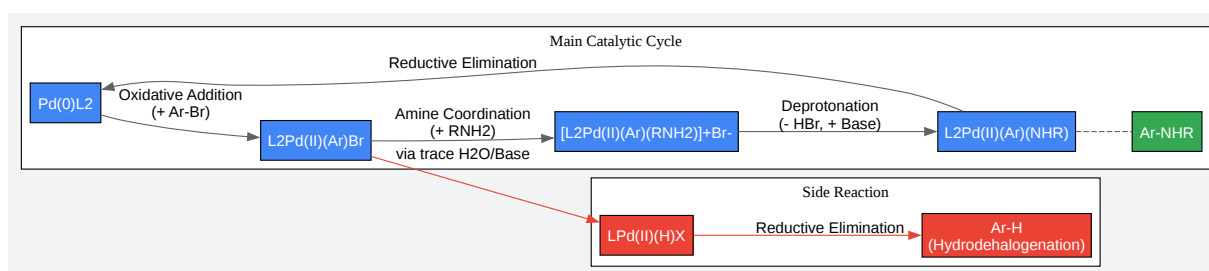 Main Catalytic Cycle
Reductive Elimination
Pd(0)L2
Oxidative Addition
(+ Ar-Br)
L2Pd(II)(Ar)Br
Amine Coordination
(+ RNH2)
via trace H2O/Base
[L2Pd(II)(Ar)(RNH2)]+Br-
Deprotonation
(- HBr, + Base)
L2Pd(II)(Ar)(NHR)
Ar-NHR
Side Reaction
LPd(II)(H)X
Reductive Elimination
Ar-H
(Hydrodehalogenation)